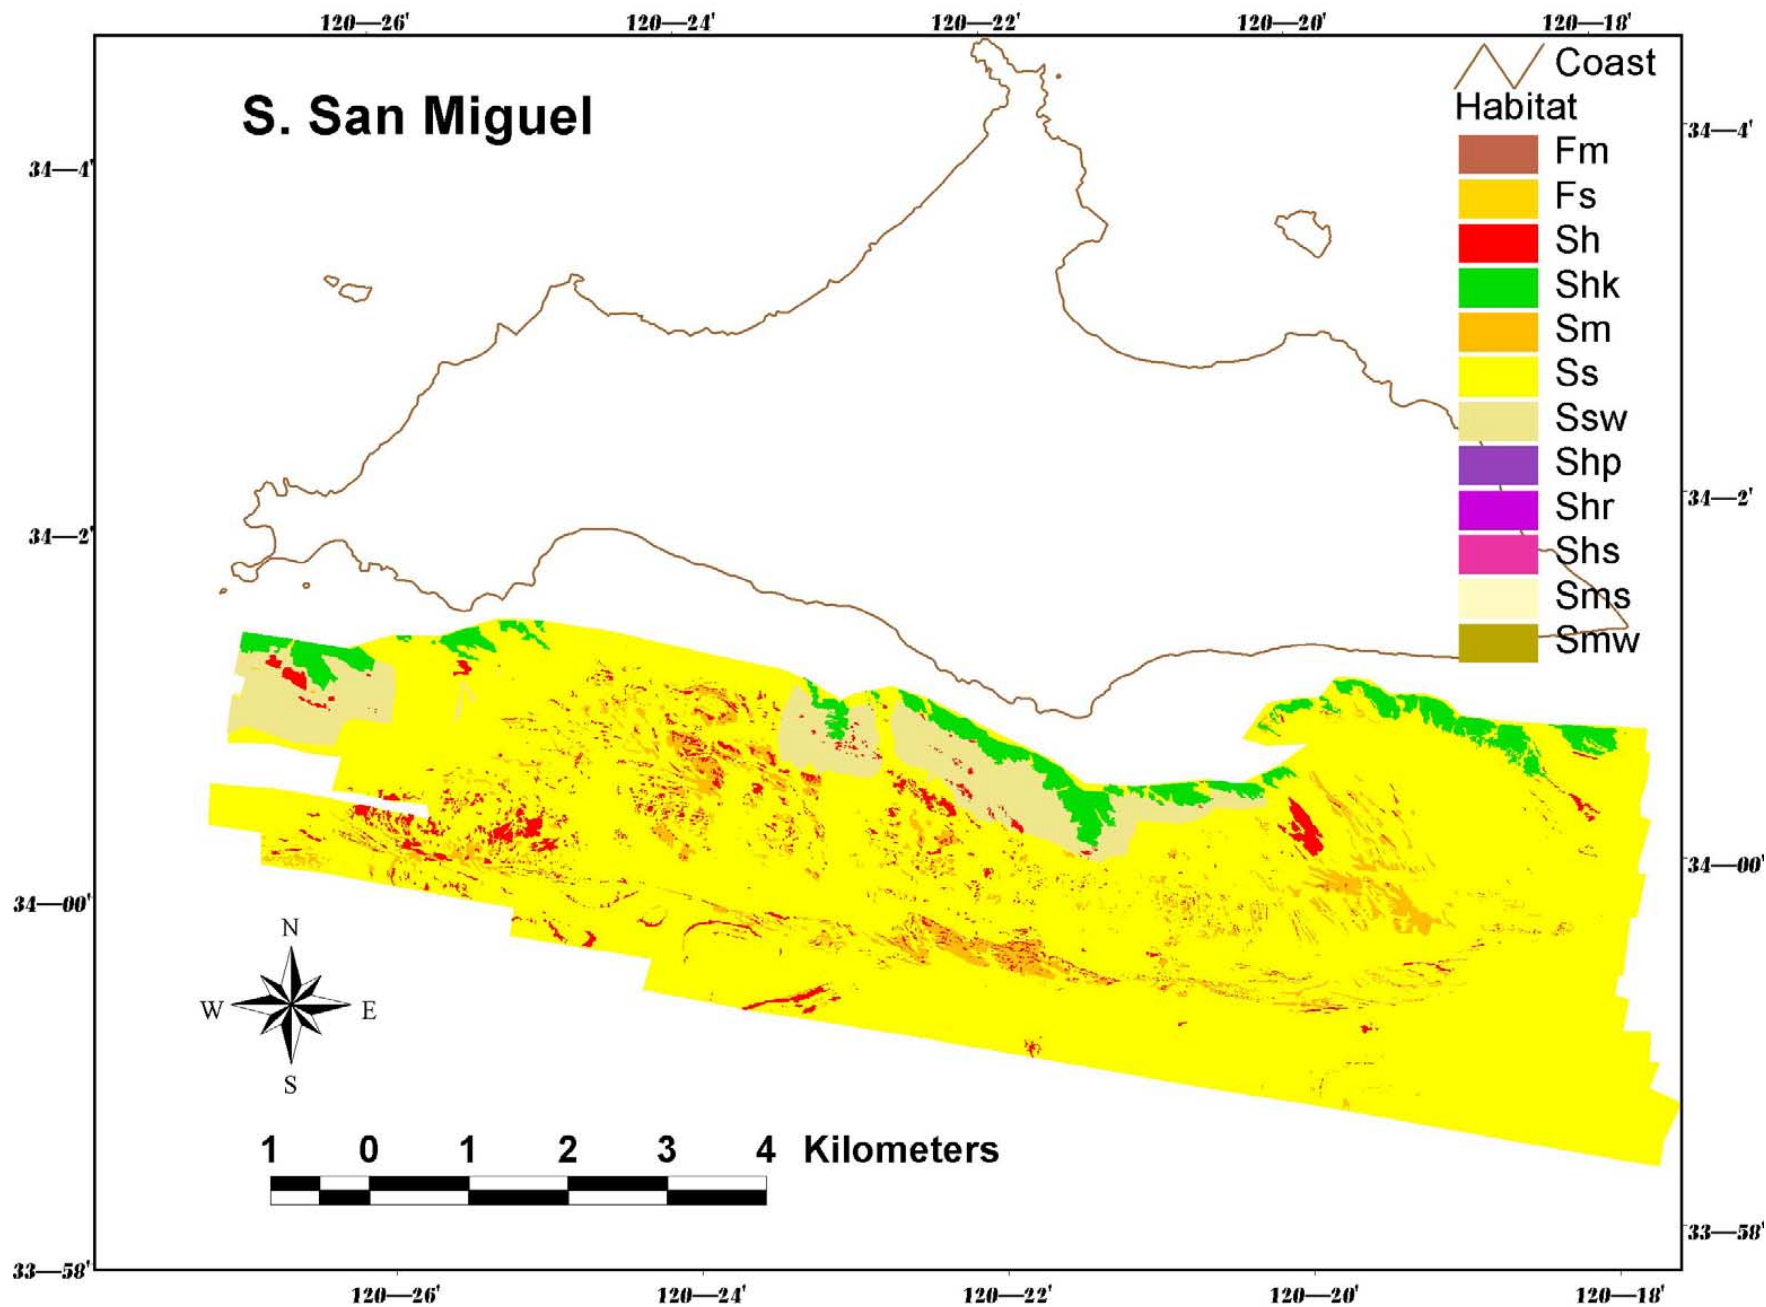 120—26' 120—24' 120—22' 120—20' 120—18'
S. San Miguel
Coast
Habitat
Fm
Fs
Sh
Shk
Sm
Ss
Ssw
Shp
Shr
Shs
Sms
Smw
34—4'
34—2'
34—00'
33—58'
34—4'
34—2'
34—00'
33—58'
N
W E
S
1 0 1 2 3 4 Kilometers
120—26' 120—24' 120—22' 120—20' 120—18'